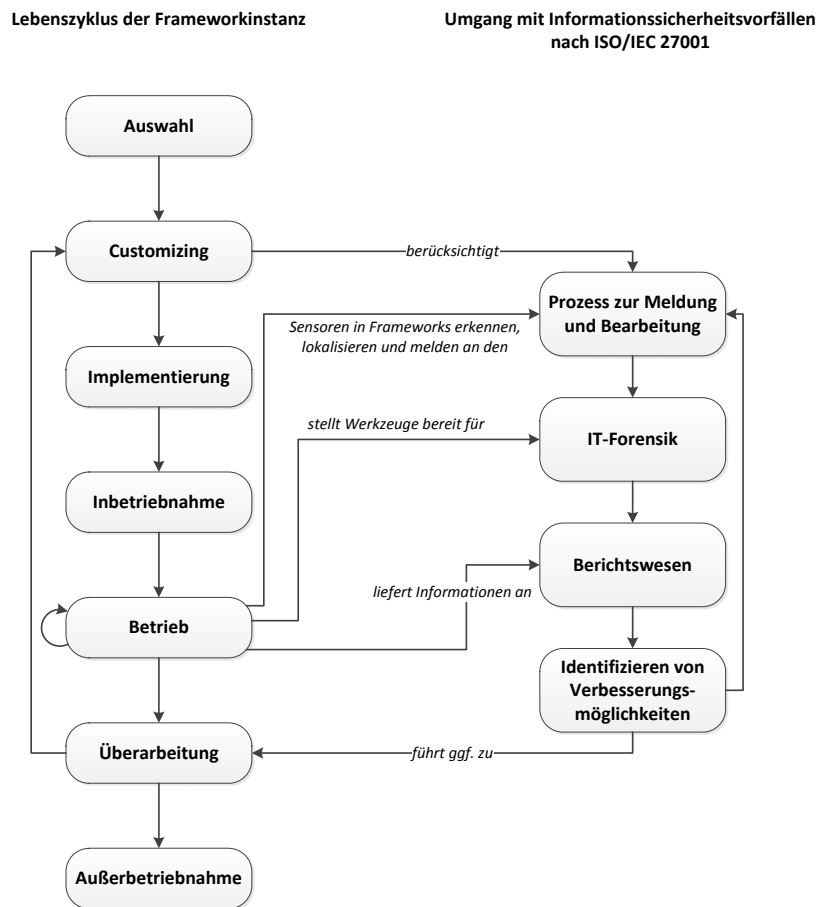 Lebenszyklus der Frameworkinstanz
Umgang mit Informationssicherheitsvorfällen
nach ISO/IEC 27001
Auswahl
Customizing
berücksichtigt
Prozess zur Meldung
und Bearbeitung
Sensoren in Frameworks erkennen,
lokalisieren und melden an den
Implementierung
stellt Werkzeuge bereit für
IT-Forensik
Inbetriebnahme
Berichtswesen
liefert Informationen an
Betrieb
Identifizieren von
Verbesserungs-
möglichkeiten
Überarbeitung
führt ggf. zu
Außerbetriebnahme